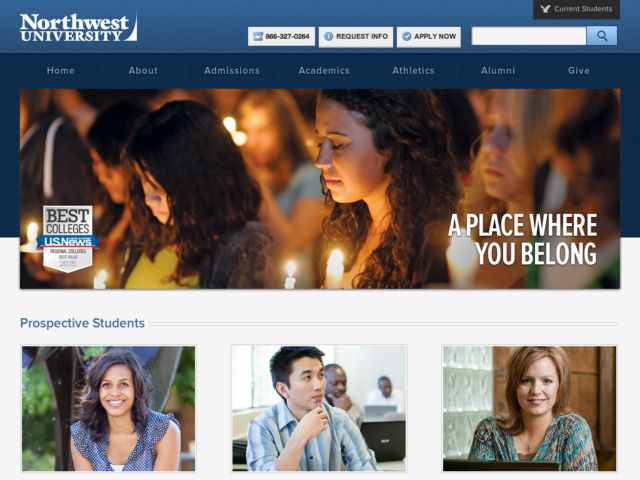 Current Students
Northwest
UNIVERSITY
866-327-0264
REQUEST INFO
APPLY NOW
Home
About
Admissions
Academics
Athletics
Alumni
Give
BEST
COLLEGES
U.S.News
REGIONAL COLLEGES
BEST VALUE
2015
A PLACE WHERE
YOU BELONG
Prospective Students